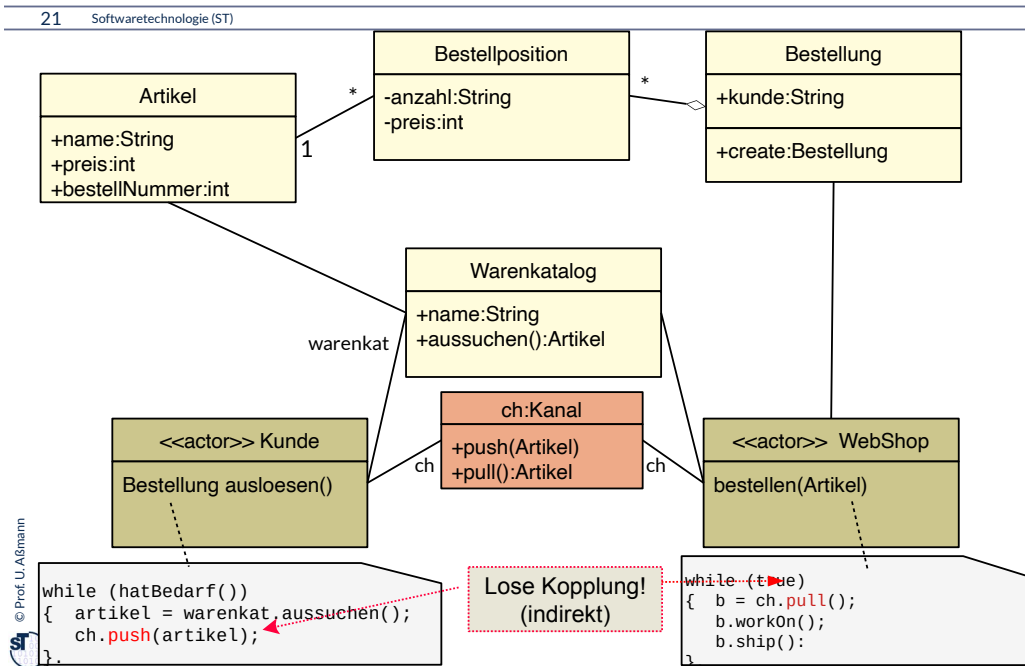 21 Softwaretechnologie (ST)
Bestellposition
-anzahl:String
-preis:int
Bestellung
+kunde:String
+create:Bestellung
Artikel
+name:String
+preis:int
+bestellNummer:int
*
1
*
Warenkatalog
+name:String
+aussuchen():Artikel
warenkat
ch:Kanal
+push(Artikel)
+pull():Artikel
ch
ch
<<actor>> Kunde
Bestellung ausloesen()
<<actor>> WebShop
bestellen(Artikel)
while (hatBedarf())
{ artikel = warenkat.aussuchen();
ch.push(artikel);
}.
Lose Kopplung!
(indirekt)
while (true)
{ b = ch.pull();
b.workOn();
b.ship():
}
© Prof. U. Aßmann
ST